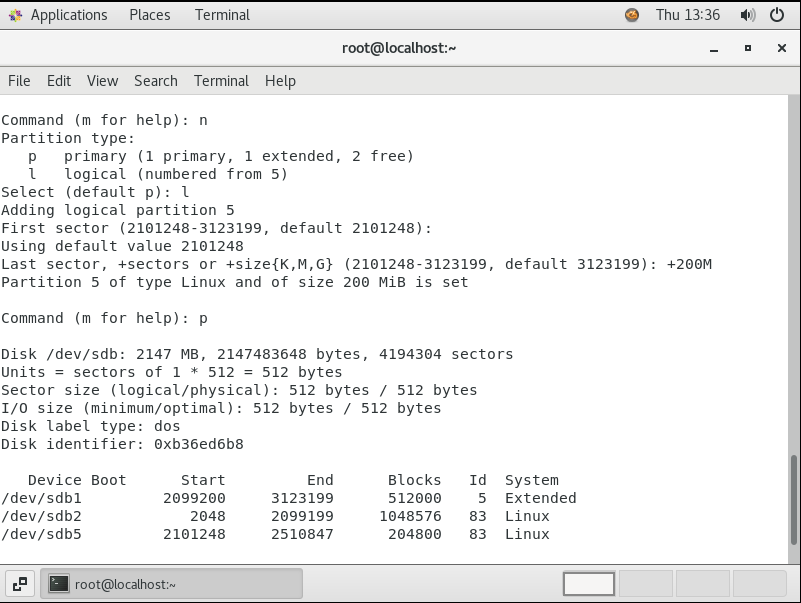 Applications Places Terminal Thu 13:36
root@localhost:~
File Edit View Search Terminal Help
Command (m for help): n
Partition type:
   p   primary (1 primary, 1 extended, 2 free)
   l   logical (numbered from 5)
Select (default p): l
Adding logical partition 5
First sector (2101248-3123199, default 2101248):
Using default value 2101248
Last sector, +sectors or +size{K,M,G} (2101248-3123199, default 3123199): +200M
Partition 5 of type Linux and of size 200 MiB is set
Command (m for help): p
Disk /dev/sdb: 2147 MB, 2147483648 bytes, 4194304 sectors
Units = sectors of 1 * 512 = 512 bytes
Sector size (logical/physical): 512 bytes / 512 bytes
I/O size (minimum/optimal): 512 bytes / 512 bytes
Disk label type: dos
Disk identifier: 0xb36ed6b8
   Device Boot      Start         End      Blocks   Id  System
/dev/sdb1         2099200     3123199      512000    5  Extended
/dev/sdb2            2048     2099199     1048576   83  Linux
/dev/sdb5         2101248     2510847      204800   83  Linux
root@localhost:~